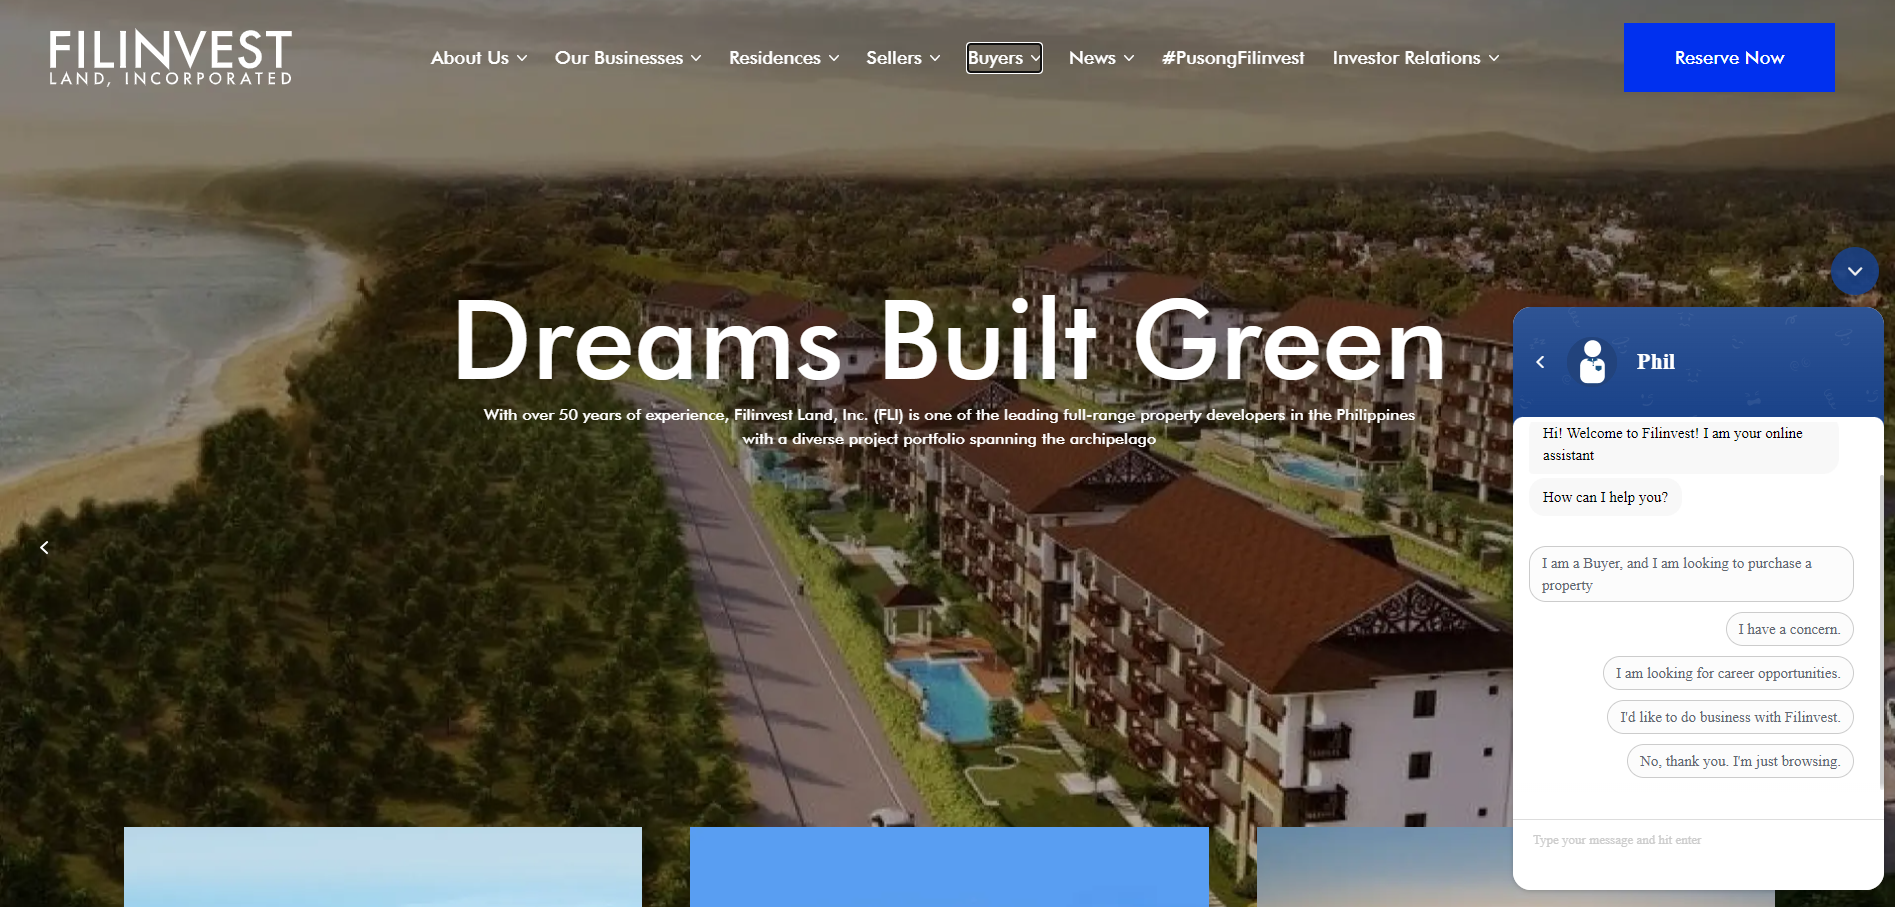 FILINVEST
LAND, INCORPORATED
About Us
Our Businesses
Residences
Sellers
Buyers
News
#PusongFilinvest
Investor Relations
Reserve Now
Dreams Built Green
With over 50 years of experience, Filinvest Land, Inc. (FLI) is one of the leading full-range property developers in the Philippines
with a diverse project portfolio spanning the archipelago
Phil
Hi! Welcome to Filinvest! I am your online
assistant
How can I help you?
I am a Buyer, and I am looking to purchase a
property
I have a concern.
I am looking for career opportunities.
I'd like to do business with Filinvest.
No, thank you. I'm just browsing.
Type your message and hit enter